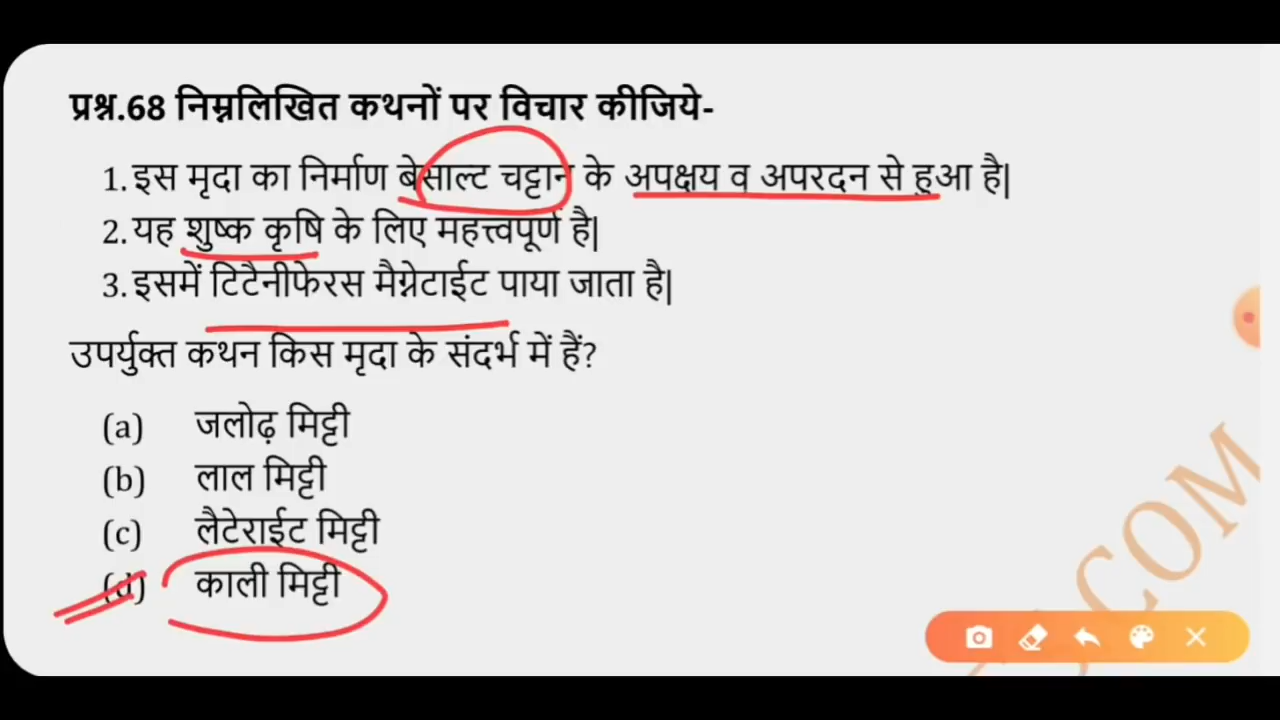 प्रश्न.68 निम्नलिखित कथनों पर विचार कीजिये-
1. इस मृदा का निर्माण बेसाल्ट चट्टान के अपक्षय व अपरदन से हुआ है|
2. यह शुष्क कृषि के लिए महत्त्वपूर्ण है|
3. इसमें टिटैनीफेरस मैग्नेटाईट पाया जाता है|
उपर्युक्त कथन किस मृदा के संदर्भ में हैं?
(a) जलोढ़ मिट्टी
(b) लाल मिट्टी
(c) लैटेराईट मिट्टी
(d) काली मिट्टी
.COM